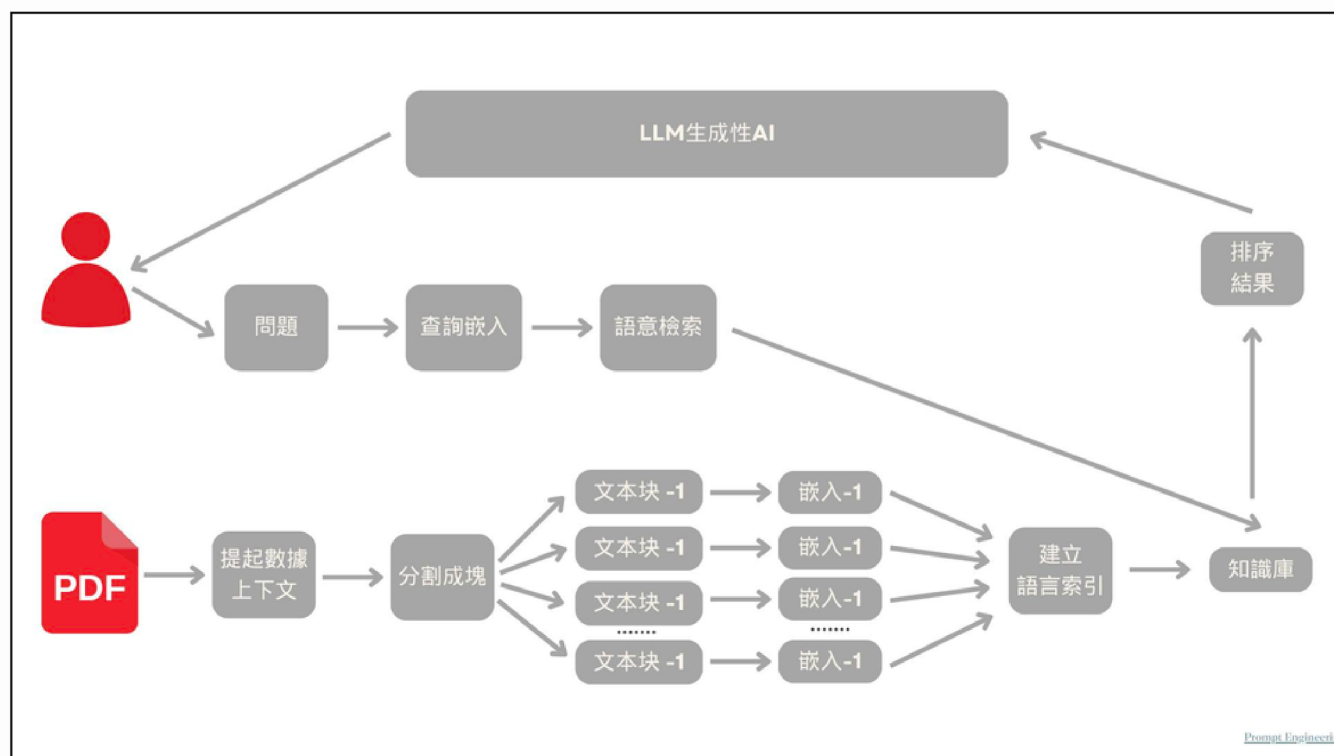 LLM生成性AI
排序
結果
問題
查詢嵌入
語意檢索
PDF
提起數據
上下文
分割成塊
文本块 -1
嵌入-1
文本块 -1
嵌入-1
文本块 -1
嵌入-1
.......
.......
文本块 -1
嵌入-1
建立
語言索引
知識庫